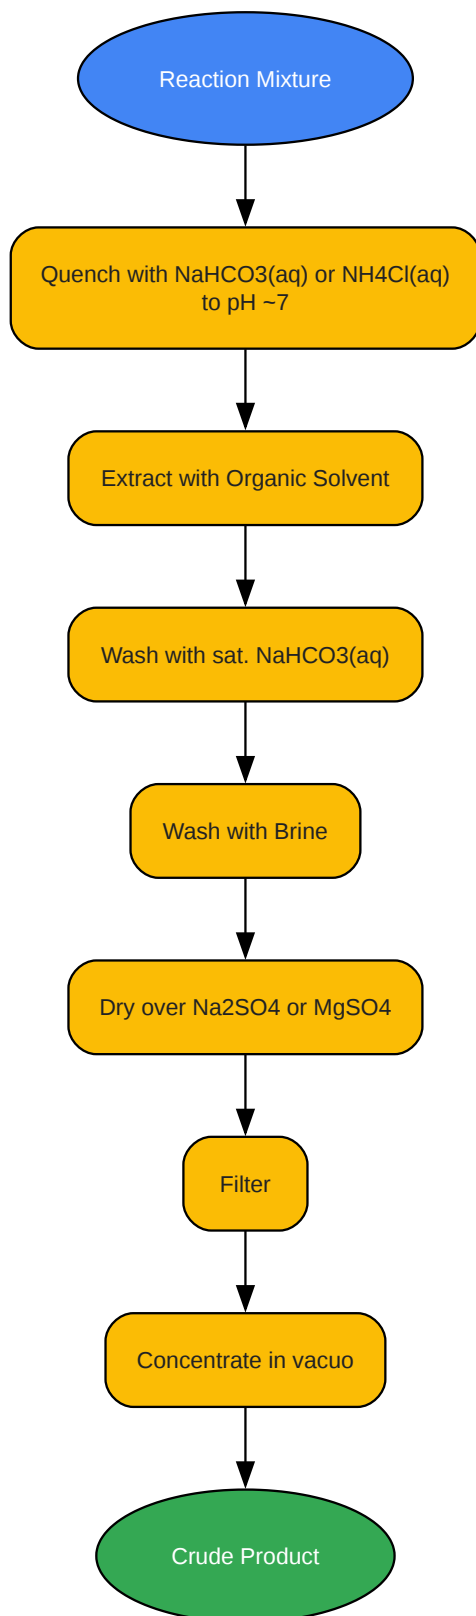 Reaction Mixture
Quench with NaHCO3(aq) or NH4Cl(aq)
to pH ~7
Extract with Organic Solvent
Wash with sat. NaHCO3(aq)
Wash with Brine
Dry over Na2SO4 or MgSO4
Filter
Concentrate in vacuo
Crude Product